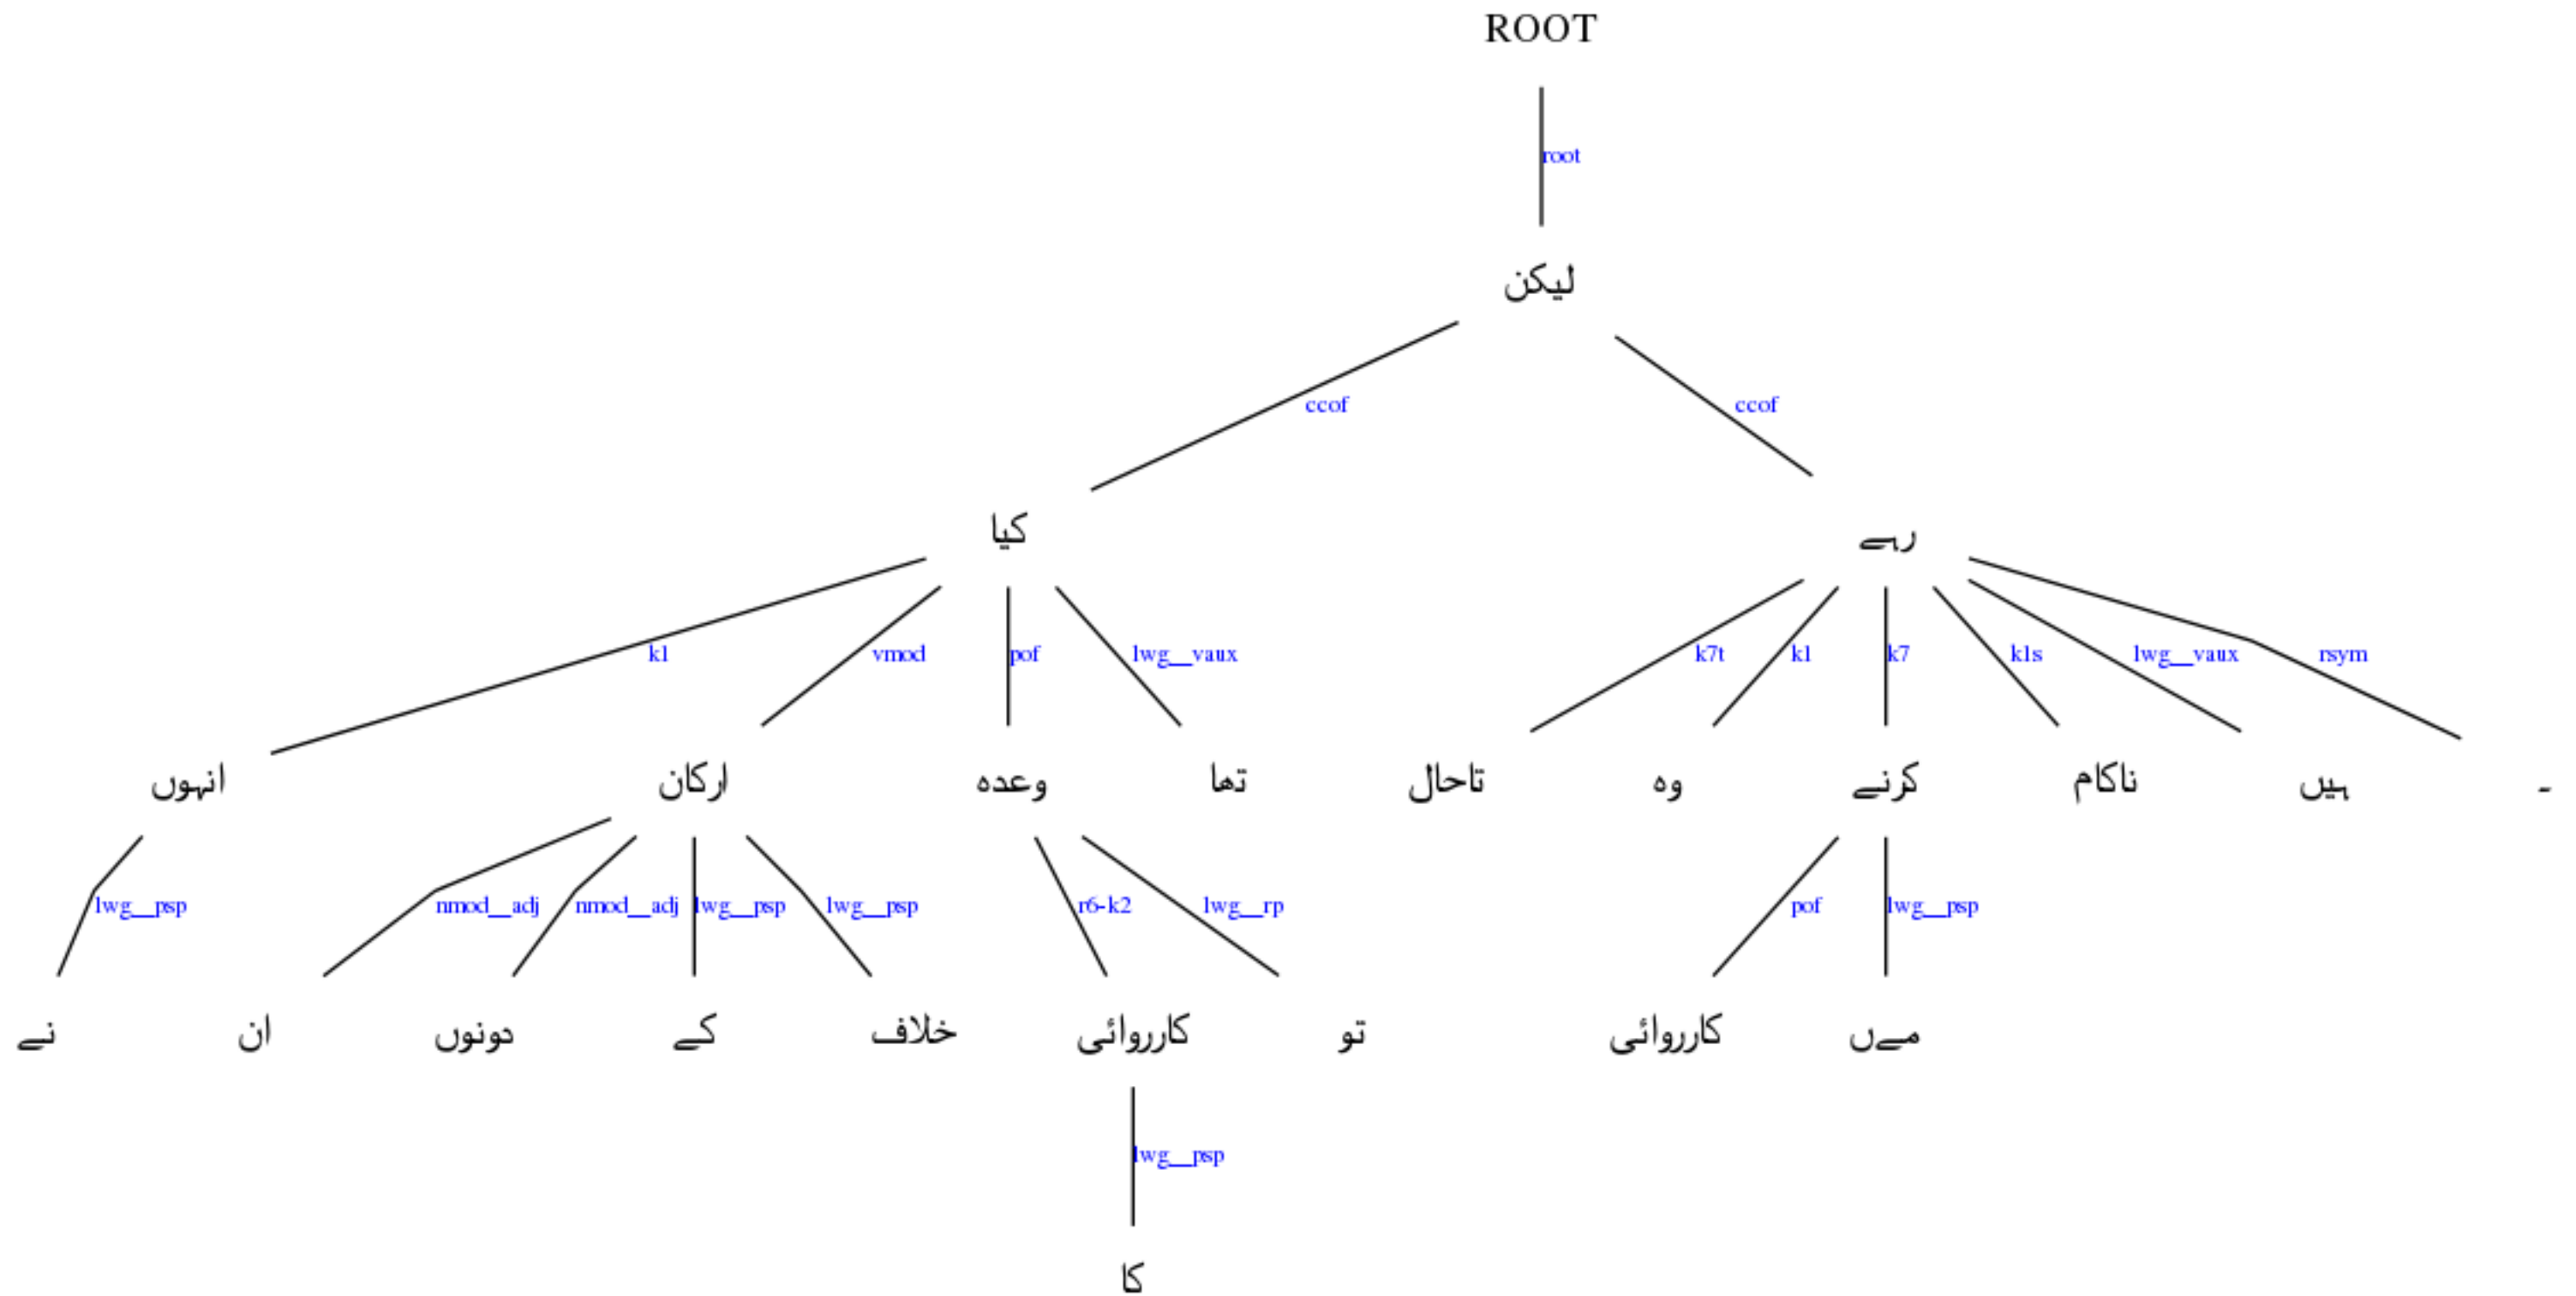 ROOT
root
لیکن
ccof ccof
کیا رہے
k1 vmod pof lwg__vaux k7t k1 k7 k1s lwg__vaux rsym
انہوں ارکان وعدہ تھا تاحال وہ کرنے ناکام ہیں ۔
lwg__psp nmod__adj nmod__adj lwg__psp lwg__psp r6-k2 lwg__rp pof lwg__psp
نے ان دونوں کے خلاف کارروائی تو کارروائی مےں
lwg__psp
کا